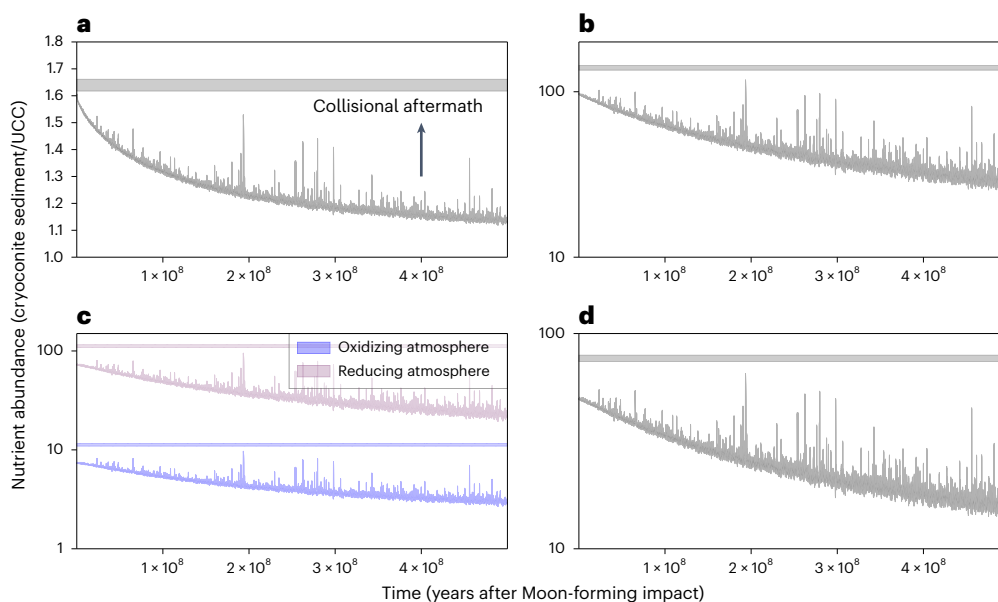 a
1.8
1.7
1.6
1.5
1.4
1.3
1.2
1.1
1.0
Collisional aftermath
1 × 10⁸
2 × 10⁸
3 × 10⁸
4 × 10⁸
b
100
10
1 × 10⁸
2 × 10⁸
3 × 10⁸
4 × 10⁸
Nutrient abundance (cryoconite sediment/UCC)
c
100
10
1
Oxidizing atmosphere
Reducing atmosphere
1 × 10⁸
2 × 10⁸
3 × 10⁸
4 × 10⁸
d
100
10
1 × 10⁸
2 × 10⁸
3 × 10⁸
4 × 10⁸
Time (years after Moon-forming impact)